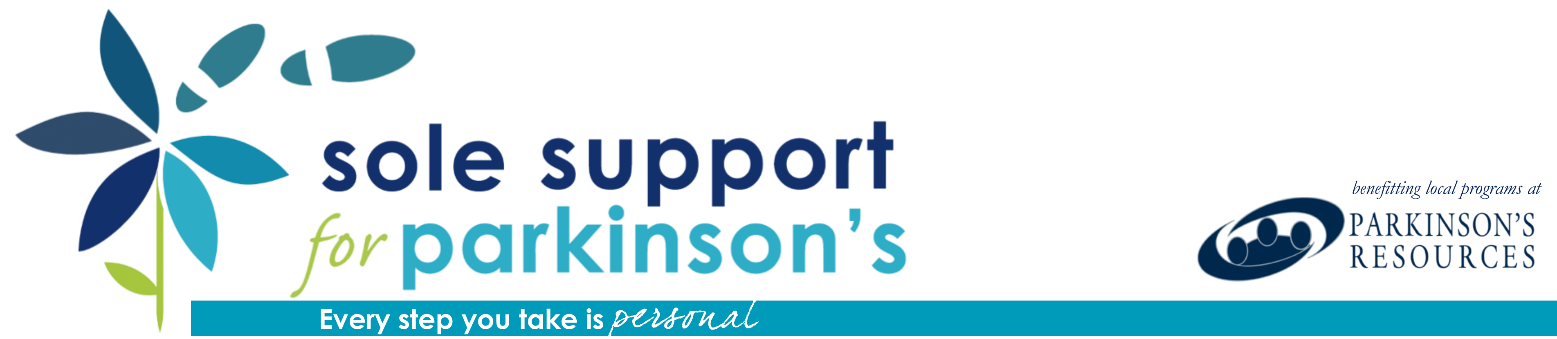 sole support
for parkinson's
Every step you take is personal
benefitting local programs at
PARKINSON'S
RESOURCES